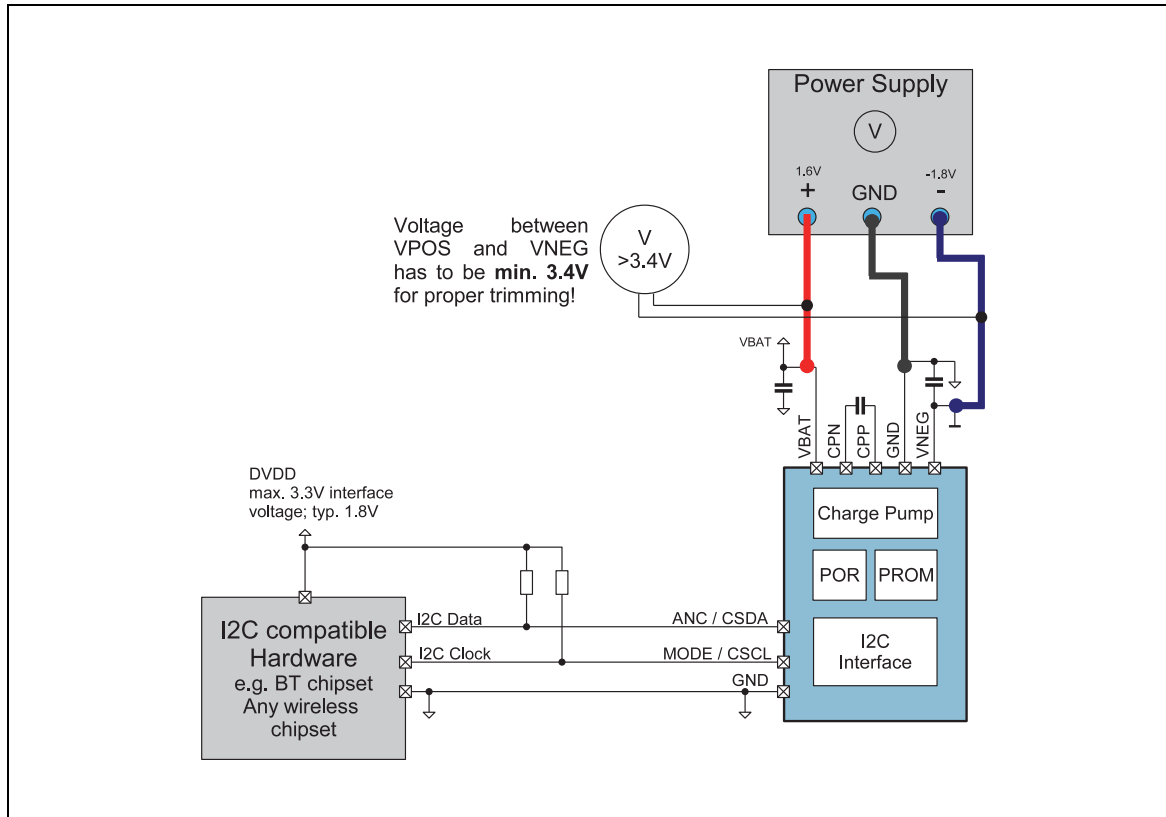 Power Supply
V
1.6V
-1.8V
+
GND
-
Voltage between
VPOS and VNEG
has to be min. 3.4V
for proper trimming!
V
>3.4V
VBAT
VBAT
CPN
CPP
GND
VNEG
DVDD
max. 3.3V interface
voltage; typ. 1.8V
Charge Pump
POR
PROM
I2C
Interface
I2C compatible
Hardware
e.g. BT chipset
Any wireless
chipset
I2C Data
I2C Clock
ANC / CSDA
MODE / CSCL
GND